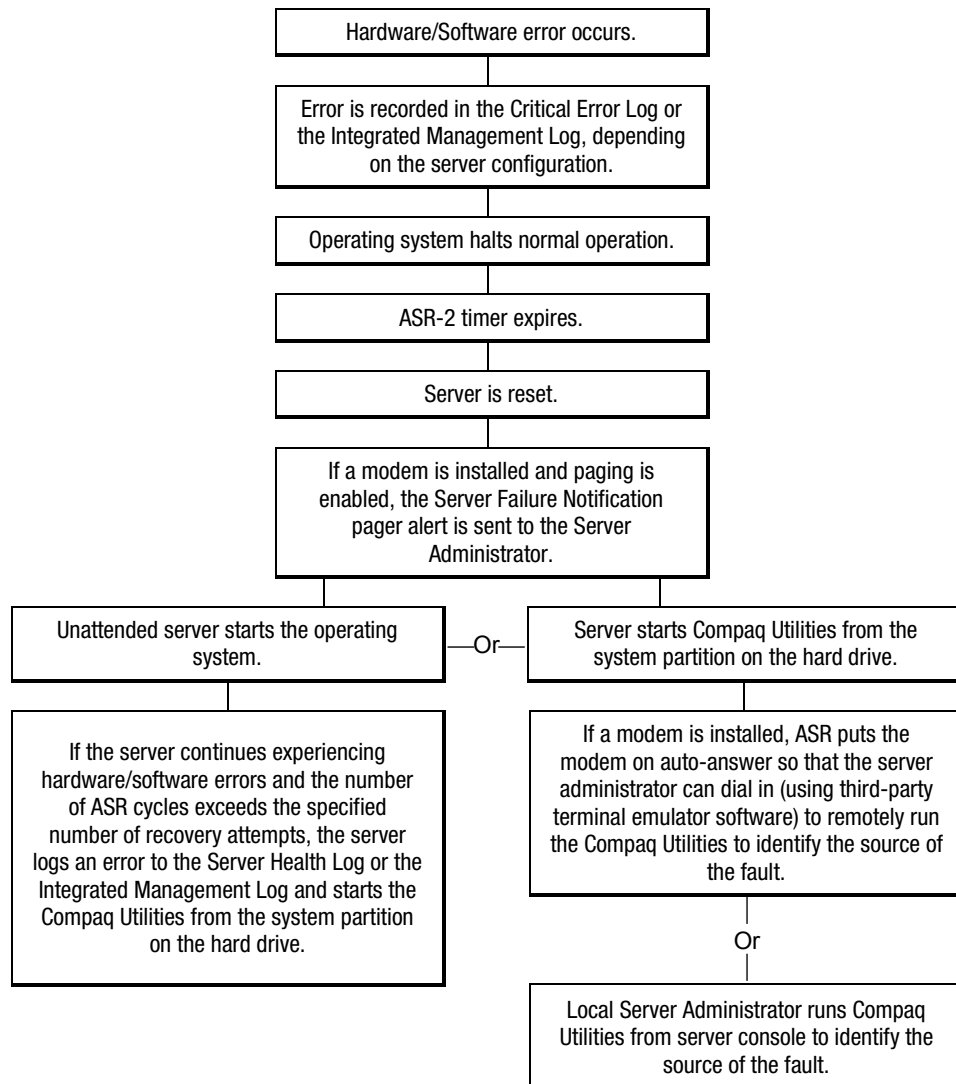 Hardware/Software error occurs.
Error is recorded in the Critical Error Log or
the Integrated Management Log, depending
on the server configuration.
Operating system halts normal operation.
ASR-2 timer expires.
Server is reset.
If a modem is installed and paging is
enabled, the Server Failure Notification
pager alert is sent to the Server
Administrator.
Unattended server starts the operating
system.
Or
Server starts Compaq Utilities from the
system partition on the hard drive.
If the server continues experiencing
hardware/software errors and the number
of ASR cycles exceeds the specified
number of recovery attempts, the server
logs an error to the Server Health Log or the
Integrated Management Log and starts the
Compaq Utilities from the system partition
on the hard drive.
If a modem is installed, ASR puts the
modem on auto-answer so that the server
administrator can dial in (using third-party
terminal emulator software) to remotely run
the Compaq Utilities to identify the source of
the fault.
Or
Local Server Administrator runs Compaq
Utilities from server console to identify the
source of the fault.